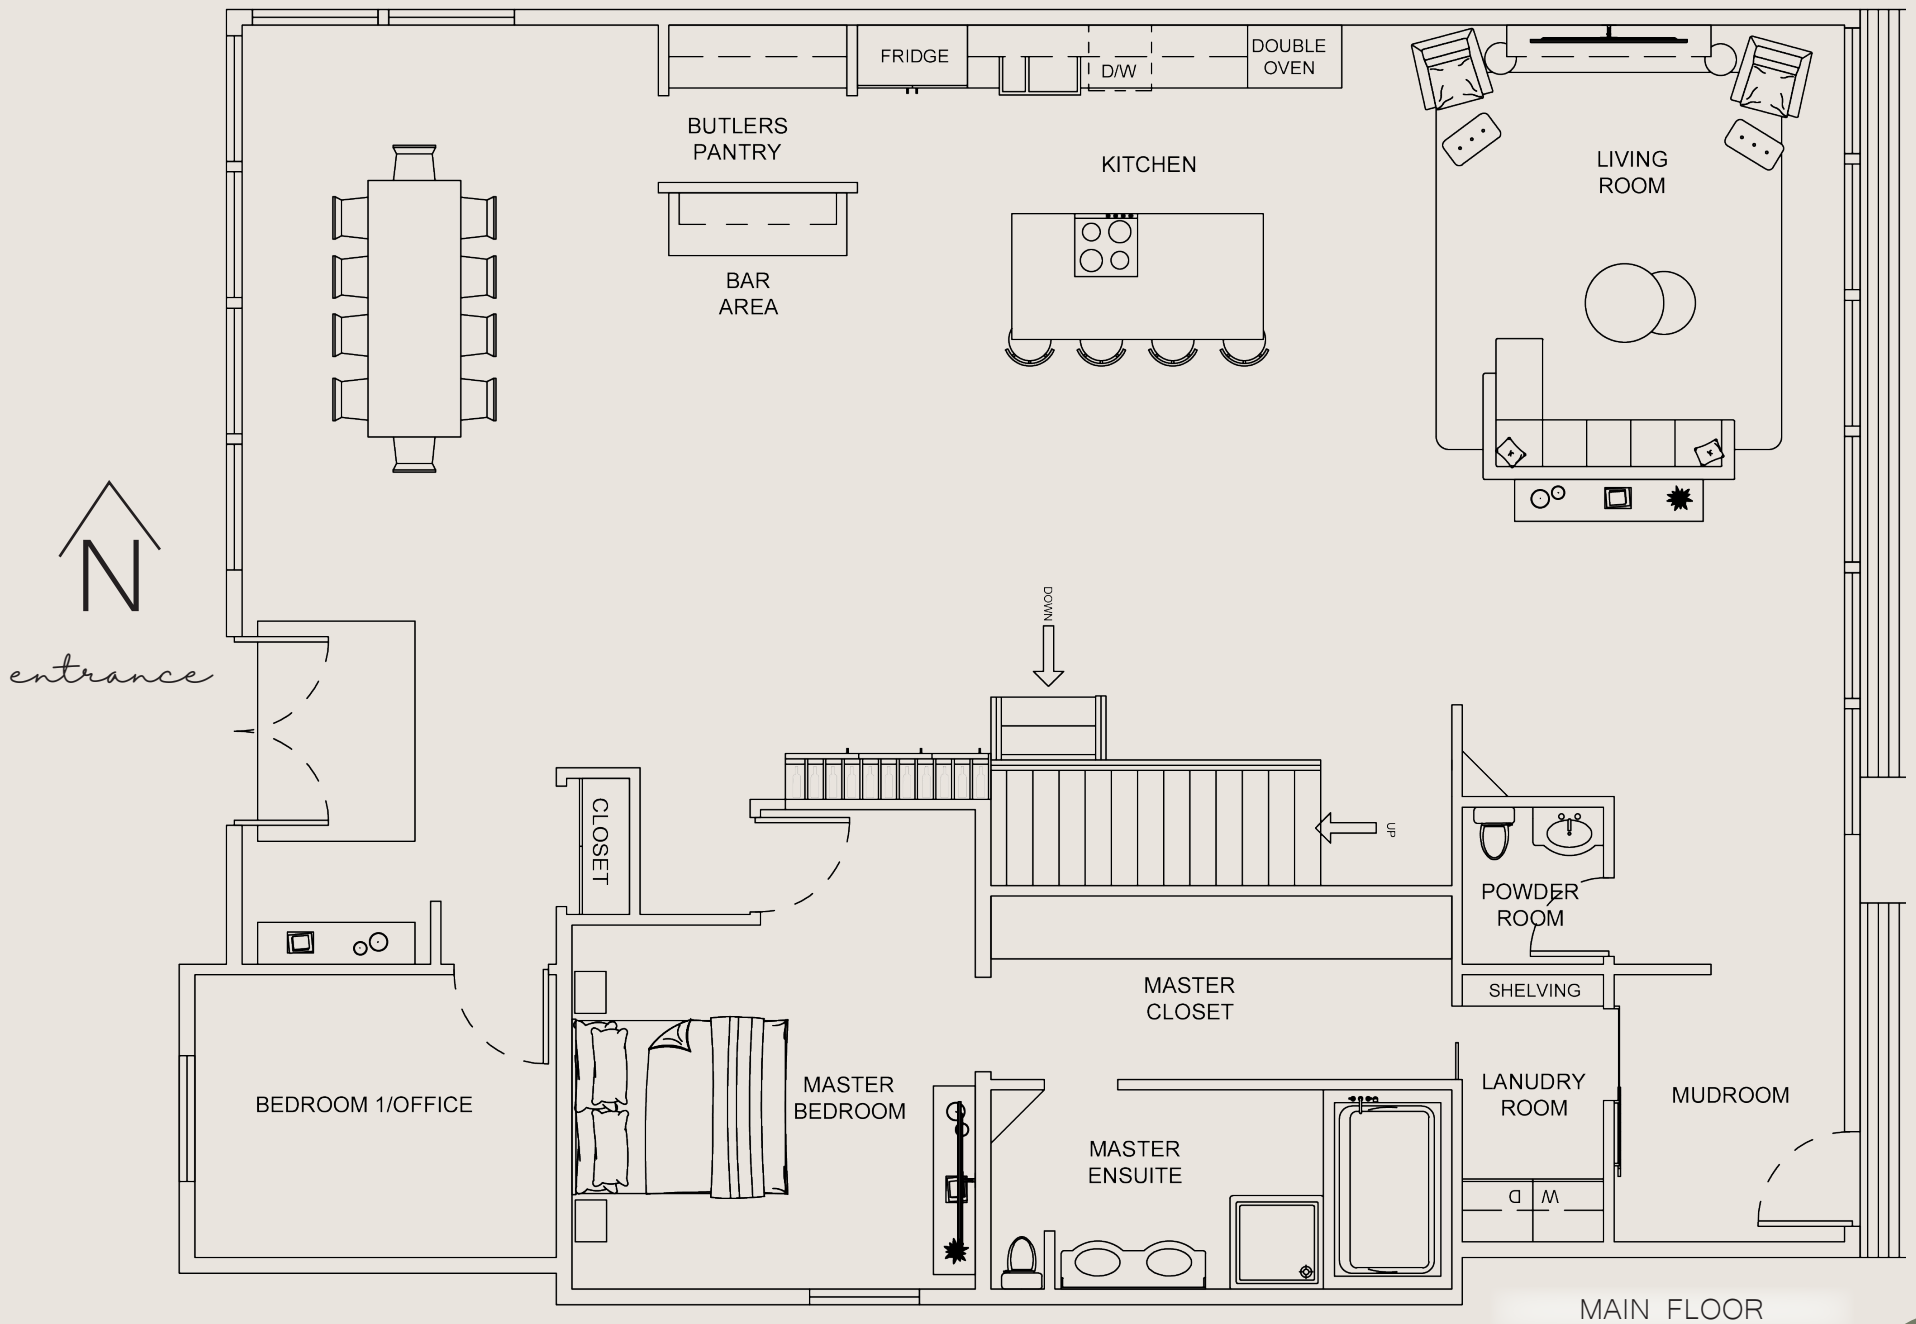 FRIDGE
D/W
DOUBLE
OVEN
BUTLERS
PANTRY
KITCHEN
LIVING
ROOM
BAR
AREA
N
entrance
DOWN
UP
CLOSET
POWDER
ROOM
MASTER
CLOSET
SHELVING
BEDROOM 1/OFFICE
MASTER
BEDROOM
LANUDRY
ROOM
MUDROOM
MASTER
ENSUITE
D W
MAIN FLOOR